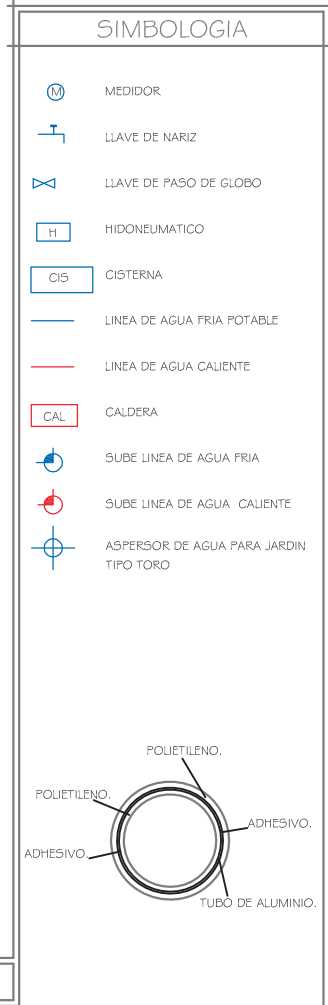 SIMBOLOGIA
M
MEDIDOR
LLAVE DE NARIZ
LLAVE DE PASO DE GLOBO
H
HIDONEUMATICO
CIS
CISTERNA
LINEA DE AGUA FRIA POTABLE
LINEA DE AGUA CALIENTE
CAL
CALDERA
SUBE LINEA DE AGUA FRIA
SUBE LINEA DE AGUA CALIENTE
ASPERSOR DE AGUA PARA JARDIN
TIPO TORO
POLIETILENO.
POLIETILENO.
ADHESIVO.
ADHESIVO.
TUBO DE ALUMINIO.